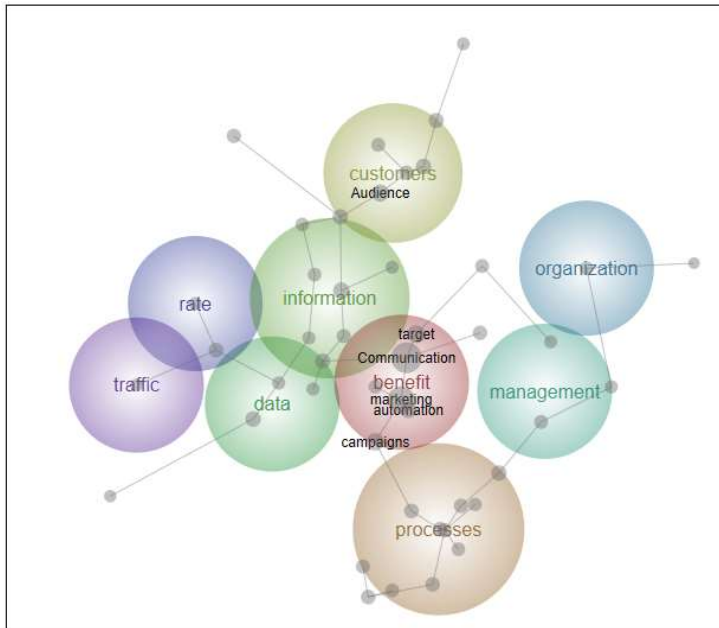 customers
Audience
organization
information
rate
target
Communication
traffic
benefit
management
marketing
data
automation
campaigns
processes